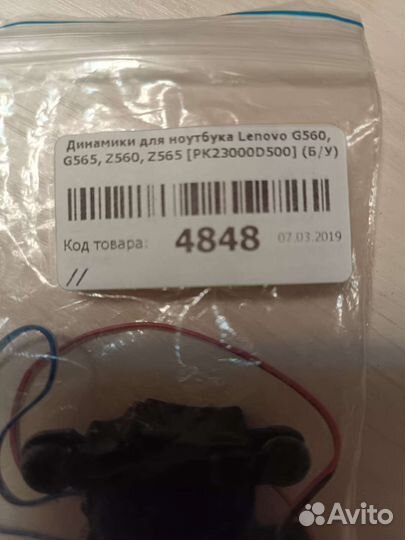 Динамики для ноутбука Lenovo G560,
G565, Z560, Z565 [PK23000D500] (Б/У)
Код товара: 4848 07.03.2019
//
Avito